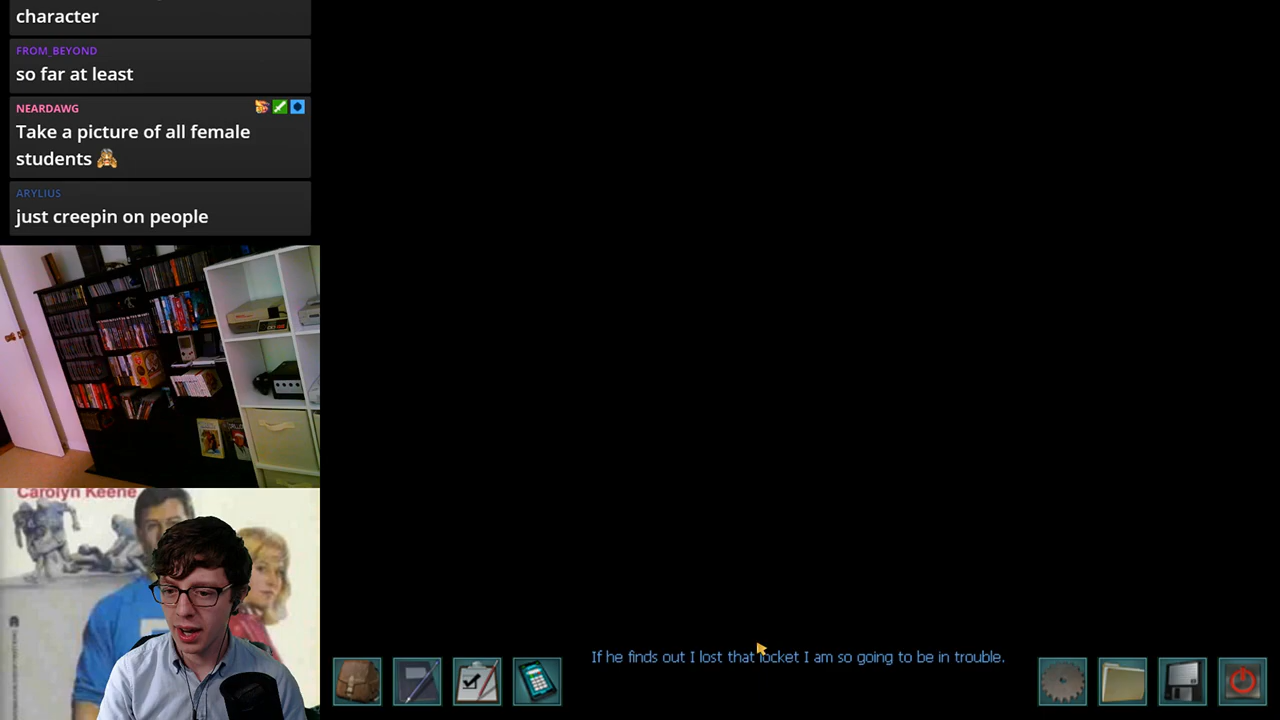 character
FROM_BEYOND
so far at least
NEARDAWG
Take a picture of all female
students
ARYLIUS
just creepin on people
Carolyn Keene
If he finds out I lost that locket I am so going to be in trouble.